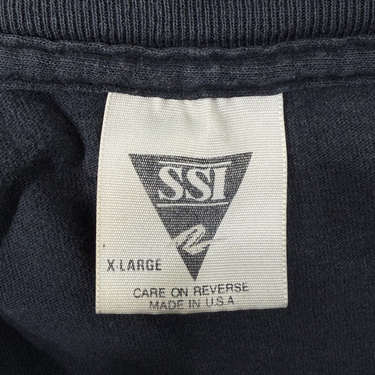 SSI
X-LARGE
CARE ON REVERSE
MADE IN U.S.A